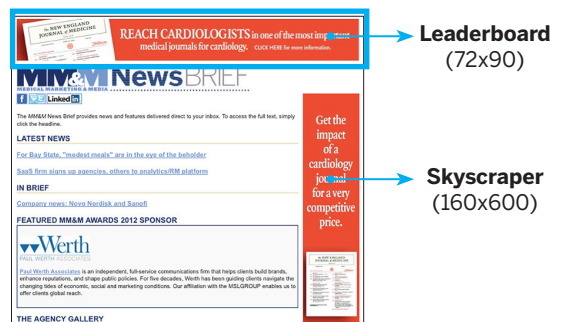 The NEW ENGLAND
JOURNAL of MEDICINE
REACH CARDIOLOGISTS in one of the most important
medical journals for cardiology. CLICK HERE for more information.
Leaderboard
(72x90)
MM&M News BRIEF
MEDICAL MARKETING & MEDIA
Linked in
The MM&M News Brief provides news and features delivered direct to your inbox. To access the full text, simply
click the headline.
LATEST NEWS
For Bay State, "modest meals" are in the eye of the beholder
SaaS firm signs up agencies, others to analytics/RM platform
IN BRIEF
Company news: Novo Nordisk and Sanofi
FEATURED MM&M AWARDS 2012 SPONSOR
Werth
PAUL WERTH ASSOCIATES
Paul Werth Associates is an independent, full-service communications firm that helps clients build brands,
enhance reputations, and shape public policies. For five decades, Werth has been guiding clients navigate the
changing tides of economic, social and marketing conditions. Our affiliation with the MSLGROUP enables us to
offer clients global reach.
THE AGENCY GALLERY
Get the
impact
of a
cardiology
journal
for a very
competitive
price.
Skyscraper
(160x600)